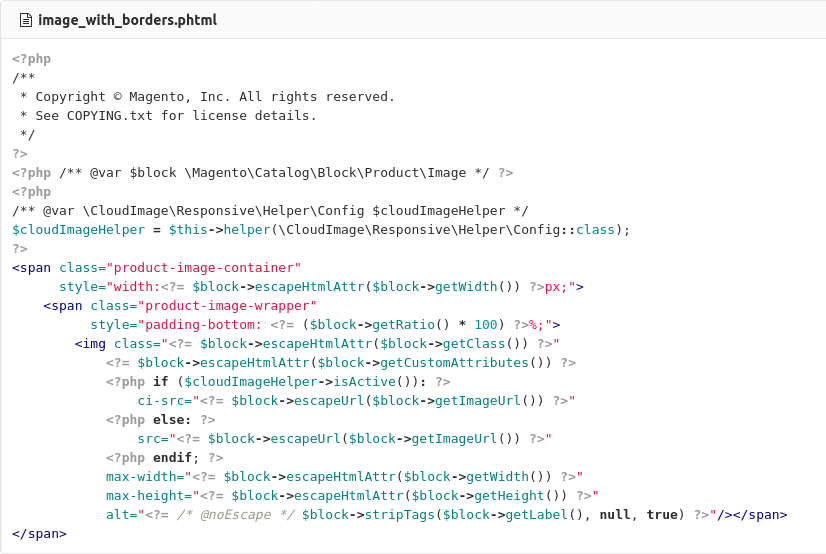 image_with_borders.phtml
<?php
/**
 * Copyright © Magento, Inc. All rights reserved.
 * See COPYING.txt for license details.
 */
?>
<?php /** @var $block \Magento\Catalog\Block\Product\Image */ ?>
<?php
/** @var \CloudImage\Responsive\Helper\Config $cloudImageHelper */
$cloudImageHelper = $this->helper(\CloudImage\Responsive\Helper\Config::class);
?>
<span class="product-image-container"
      style="width:<?= $block->escapeHtmlAttr($block->getWidth()) ?>px;">
    <span class="product-image-wrapper"
          style="padding-bottom: <?= ($block->getRatio() * 100) ?>%;">
        <img class="<?= $block->escapeHtmlAttr($block->getClass()) ?>"
            <?= $block->escapeHtmlAttr($block->getCustomAttributes()) ?>
            <?php if ($cloudImageHelper->isActive()): ?>
                ci-src="<?= $block->escapeUrl($block->getImageUrl()) ?>"
            <?php else: ?>
                src="<?= $block->escapeUrl($block->getImageUrl()) ?>"
            <?php endif; ?>
            max-width="<?= $block->escapeHtmlAttr($block->getWidth()) ?>"
            max-height="<?= $block->escapeHtmlAttr($block->getHeight()) ?>"
            alt="<?= /* @noEscape */ $block->stripTags($block->getLabel(), null, true) ?>"/></span>
</span>